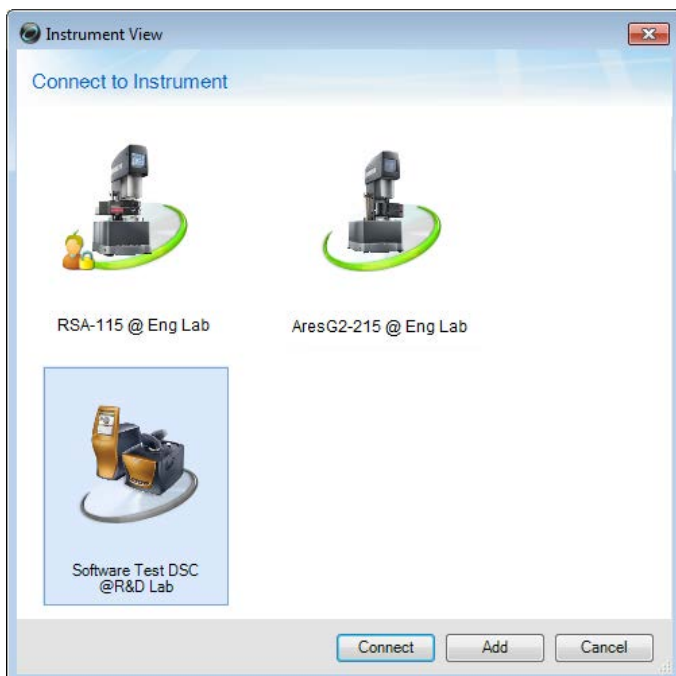 Instrument View
Connect to Instrument
RSA-115 @ Eng Lab
AresG2-215 @ Eng Lab
Software Test DSC
@R&D Lab
Connect
Add
Cancel